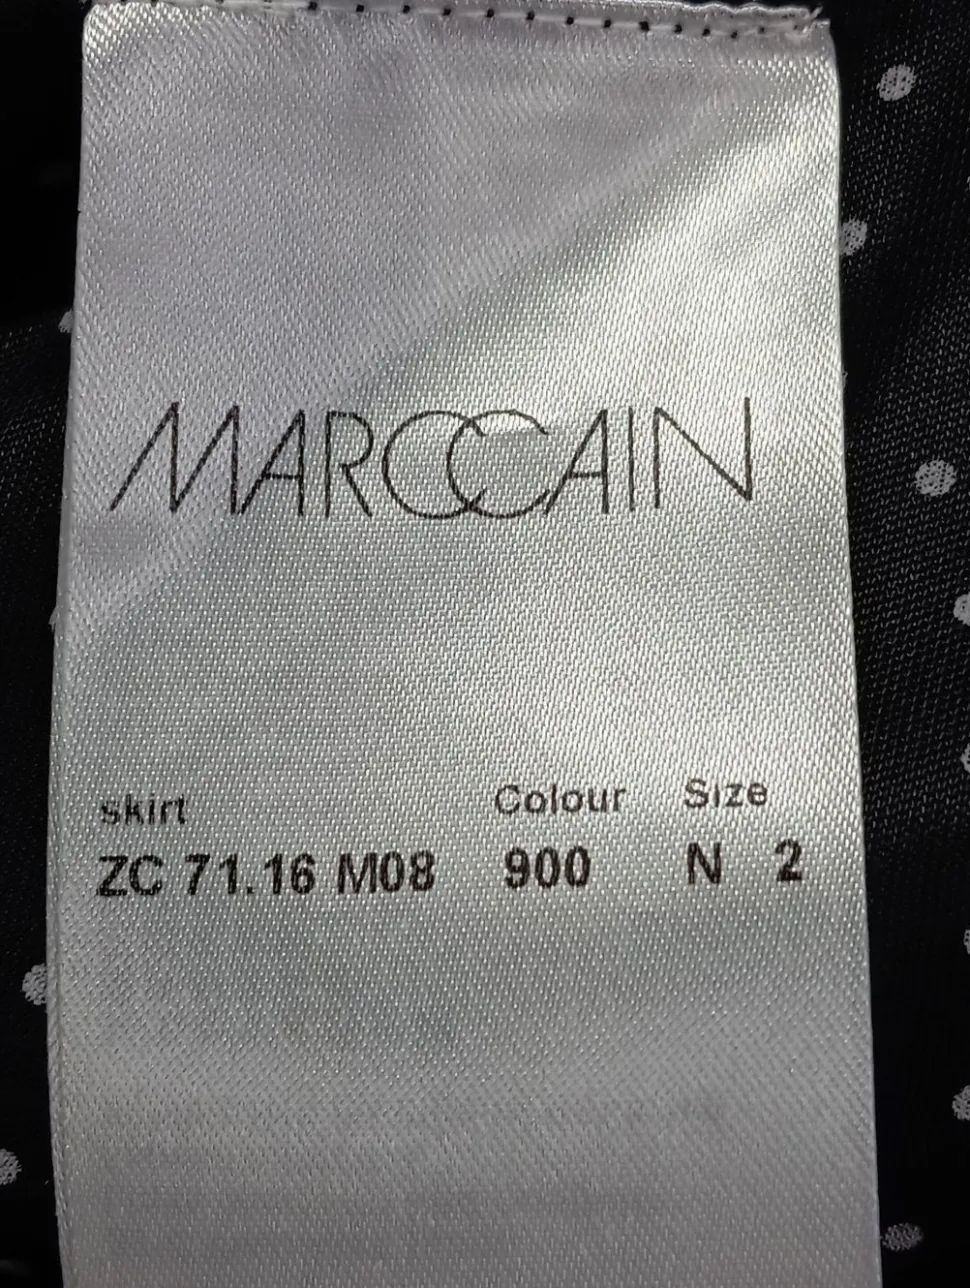 MARCCAIN
skirt Colour Size
ZC 71.16 M08 900 N 2